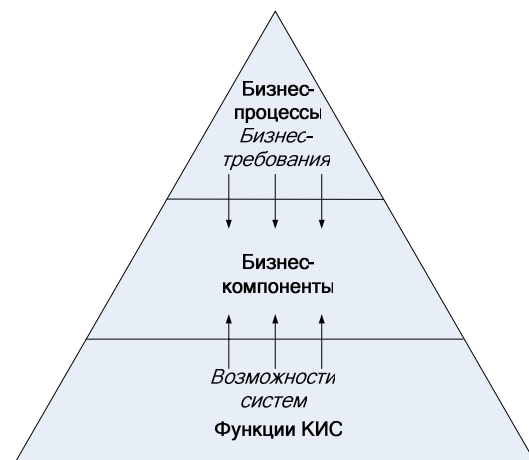 Бизнес-
процессы
Бизнес-
требования
Бизнес-
компоненты
Возможности
систем
Функции КИС